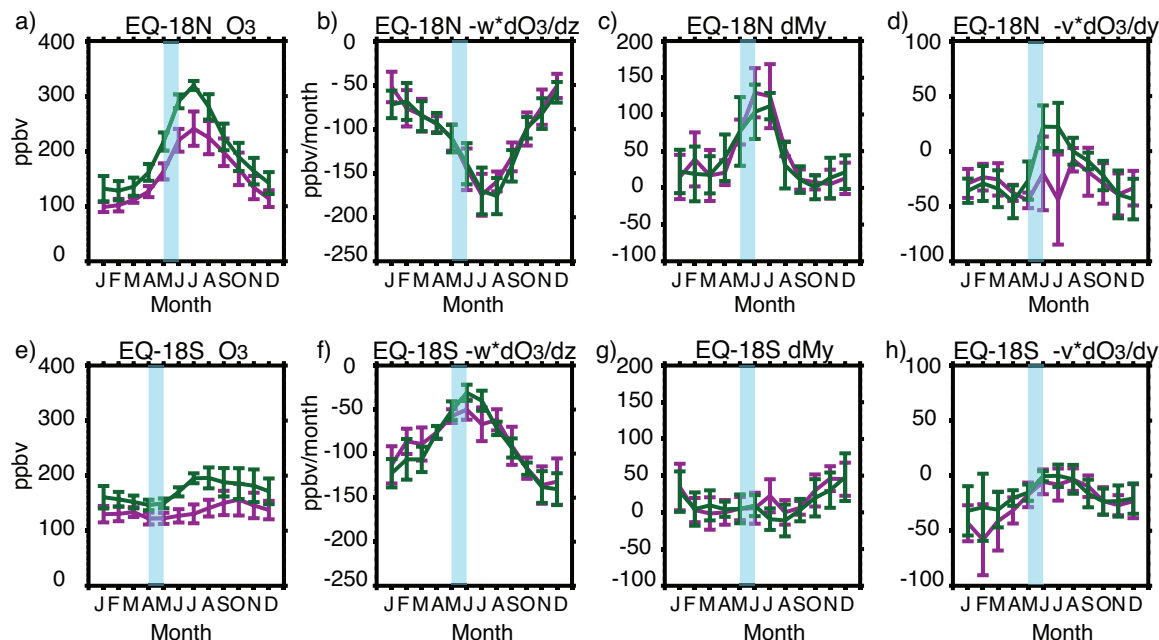 a) EQ-18N O3
400
300
200
100
0
ppbv
J F M A M J J A S O N D
Month
b) EQ-18N -w*dO3/dz
0
-50
-100
-150
-200
-250
ppbv/month
J F M A M J J A S O N D
Month
c) EQ-18N dMy
200
150
100
50
0
-50
-100
J F M A M J J A S O N D
Month
d) EQ-18N -v*dO3/dy
100
50
0
-50
-100
J F M A M J J A S O N D
Month
e) EQ-18S O3
400
300
200
100
0
ppbv
J F M A M J J A S O N D
Month
f) EQ-18S -w*dO3/dz
0
-50
-100
-150
-200
-250
ppbv/month
J F M A M J J A S O N D
Month
g) EQ-18S dMy
200
150
100
50
0
-50
-100
J F M A M J J A S O N D
Month
h) EQ-18S -v*dO3/dy
100
50
0
-50
-100
J F M A M J J A S O N D
Month